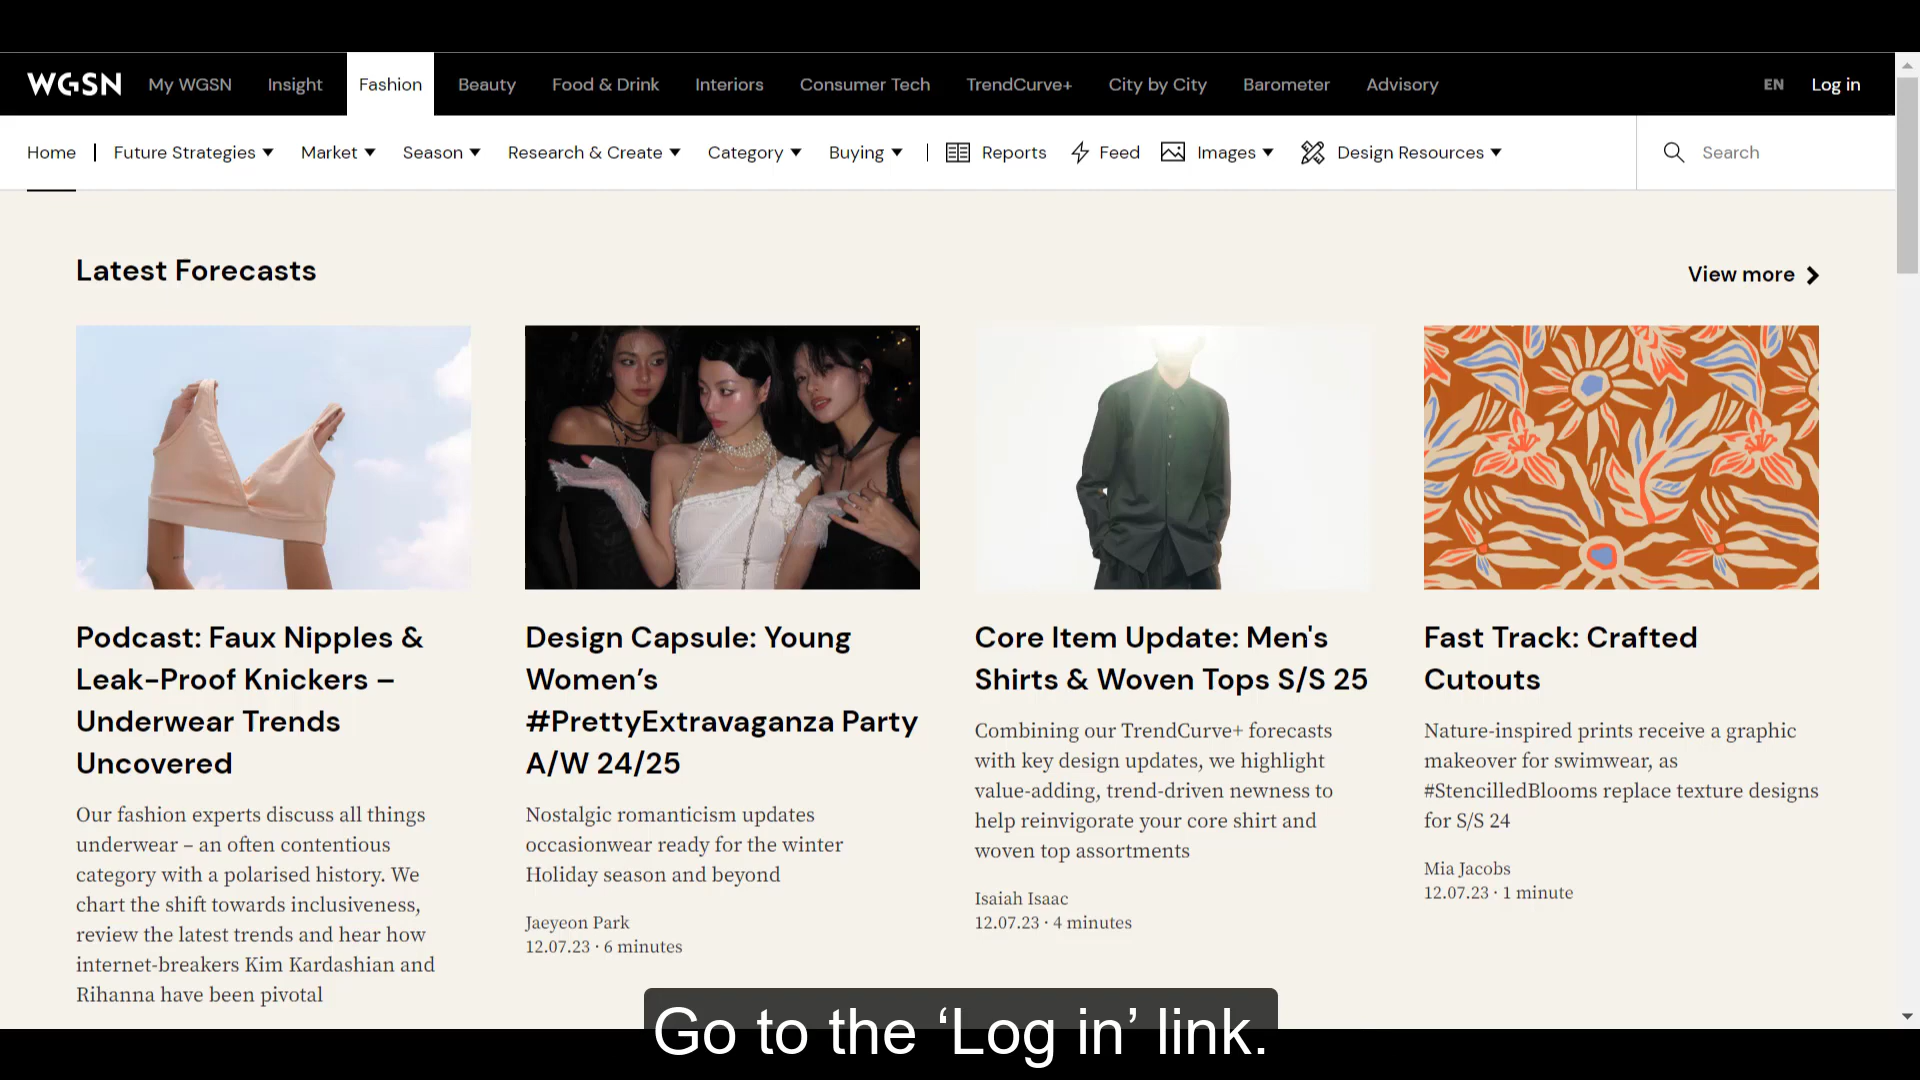 WGSN My WGSN Insight Fashion Beauty Food & Drink Interiors Consumer Tech TrendCurve+ City by City Barometer Advisory EN Log in
Home Future Strategies Market Season Research & Create Category Buying Reports Feed Images Design Resources Search
Latest Forecasts
View more
Podcast: Faux Nipples &
Leak-Proof Knickers –
Underwear Trends
Uncovered
Our fashion experts discuss all things
underwear – an often contentious
category with a polarised history. We
chart the shift towards inclusiveness,
review the latest trends and hear how
internet-breakers Kim Kardashian and
Rihanna have been pivotal
Design Capsule: Young
Women’s
#PrettyExtravaganza Party
A/W 24/25
Nostalgic romanticism updates
occasionwear ready for the winter
Holiday season and beyond
Jaeyeon Park
12.07.23 · 6 minutes
Core Item Update: Men's
Shirts & Woven Tops S/S 25
Combining our TrendCurve+ forecasts
with key design updates, we highlight
value-adding, trend-driven newness to
help reinvigorate your core shirt and
woven top assortments
Isaiah Isaac
12.07.23 · 4 minutes
Fast Track: Crafted
Cutouts
Nature-inspired prints receive a graphic
makeover for swimwear, as
#StencilledBlooms replace texture designs
for S/S 24
Mia Jacobs
12.07.23 · 1 minute
Go to the ‘Log in’ link.